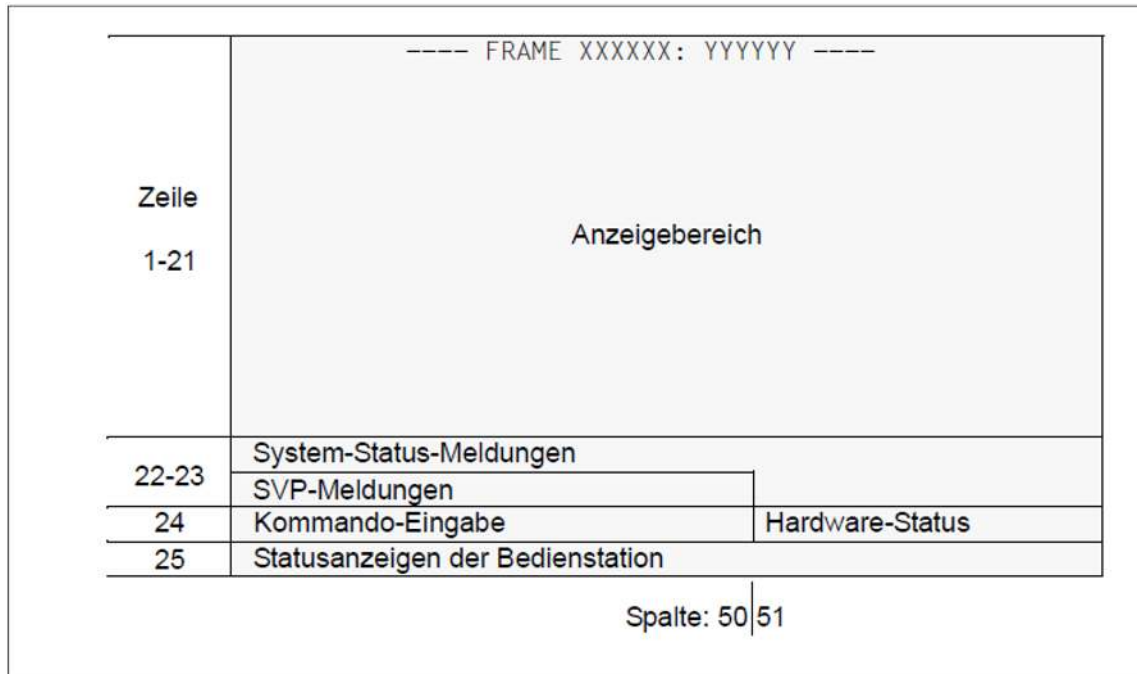 ---- FRAME XXXXXX: YYYYYY ----
Zeile
1-21
Anzeigebereich
22-23
System-Status-Meldungen
SVP-Meldungen
24 Kommando-Eingabe Hardware-Status
25 Statusanzeigen der Bedienstation
Spalte: 50 51